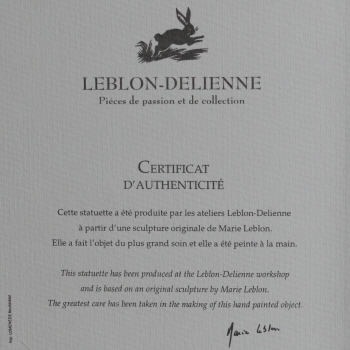 LEBLON-DELIENNE
Pièces de passion et de collection
CERTIFICAT
D'AUTHENTICITÉ
Cette statuette a été produite par les ateliers Leblon-Delienne
à partir d'une sculpture originale de Marie Leblon.
Elle a fait l'objet du plus grand soin et elle a été peinte à la main.
This statuette has been produced at the Leblon-Delienne workshop
and is based on an original sculpture by Marie Leblon.
The greatest care has been taken in the making of this hand painted object.
Marie Leblon